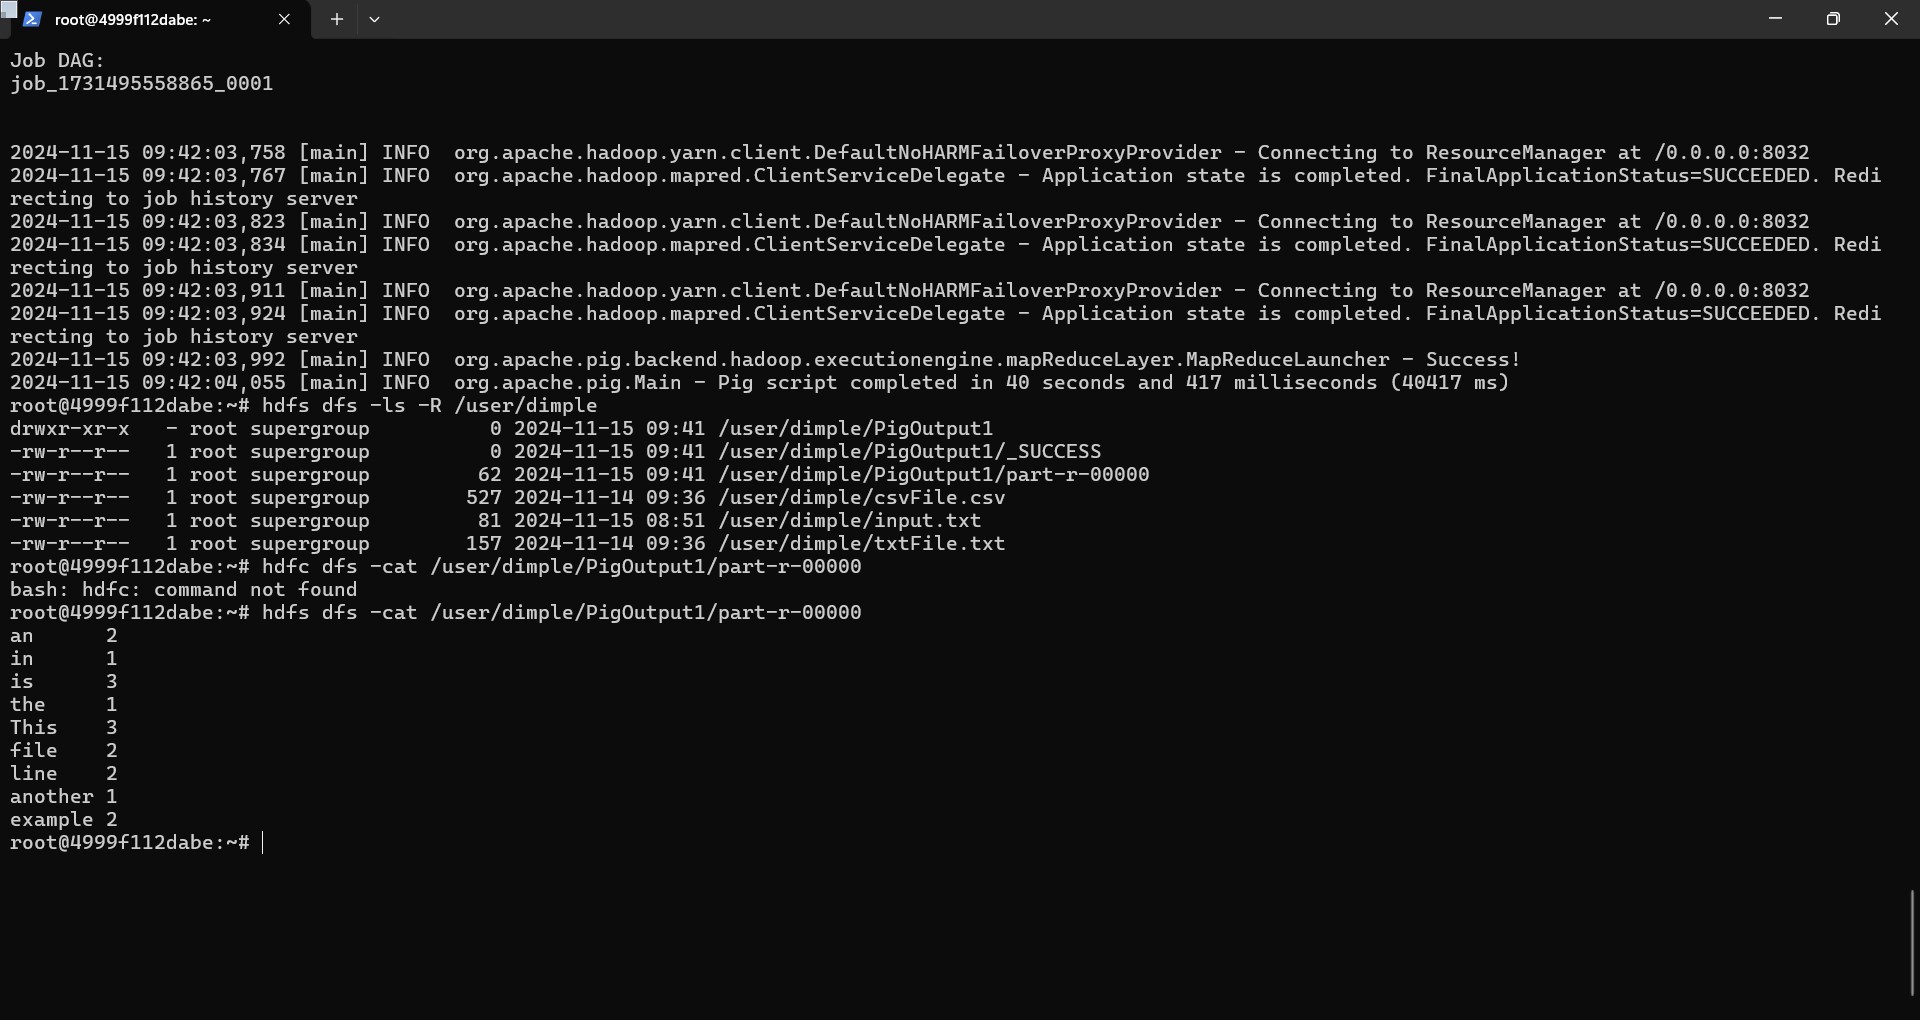 root@4999f112dabe: ~
Job DAG:
job_1731495558865_0001
2024-11-15 09:42:03,758 [main] INFO  org.apache.hadoop.yarn.client.DefaultNoHARMFailoverProxyProvider - Connecting to ResourceManager at /0.0.0.0:8032
2024-11-15 09:42:03,767 [main] INFO  org.apache.hadoop.mapred.ClientServiceDelegate - Application state is completed. FinalApplicationStatus=SUCCEEDED. Redi
recting to job history server
2024-11-15 09:42:03,823 [main] INFO  org.apache.hadoop.yarn.client.DefaultNoHARMFailoverProxyProvider - Connecting to ResourceManager at /0.0.0.0:8032
2024-11-15 09:42:03,834 [main] INFO  org.apache.hadoop.mapred.ClientServiceDelegate - Application state is completed. FinalApplicationStatus=SUCCEEDED. Redi
recting to job history server
2024-11-15 09:42:03,911 [main] INFO  org.apache.hadoop.yarn.client.DefaultNoHARMFailoverProxyProvider - Connecting to ResourceManager at /0.0.0.0:8032
2024-11-15 09:42:03,924 [main] INFO  org.apache.hadoop.mapred.ClientServiceDelegate - Application state is completed. FinalApplicationStatus=SUCCEEDED. Redi
recting to job history server
2024-11-15 09:42:03,992 [main] INFO  org.apache.pig.backend.hadoop.executionengine.mapReduceLayer.MapReduceLauncher - Success!
2024-11-15 09:42:04,055 [main] INFO  org.apache.pig.Main - Pig script completed in 40 seconds and 417 milliseconds (40417 ms)
root@4999f112dabe:~# hdfs dfs -ls -R /user/dimple
drwxr-xr-x   - root supergroup          0 2024-11-15 09:41 /user/dimple/PigOutput1
-rw-r--r--   1 root supergroup          0 2024-11-15 09:41 /user/dimple/PigOutput1/_SUCCESS
-rw-r--r--   1 root supergroup         62 2024-11-15 09:41 /user/dimple/PigOutput1/part-r-00000
-rw-r--r--   1 root supergroup        527 2024-11-14 09:36 /user/dimple/csvFile.csv
-rw-r--r--   1 root supergroup         81 2024-11-15 08:51 /user/dimple/input.txt
-rw-r--r--   1 root supergroup        157 2024-11-14 09:36 /user/dimple/txtFile.txt
root@4999f112dabe:~# hdfc dfs -cat /user/dimple/PigOutput1/part-r-00000
bash: hdfc: command not found
root@4999f112dabe:~# hdfs dfs -cat /user/dimple/PigOutput1/part-r-00000
an      2
in      1
is      3
the     1
This    3
file    2
line    2
another 1
example 2
root@4999f112dabe:~#